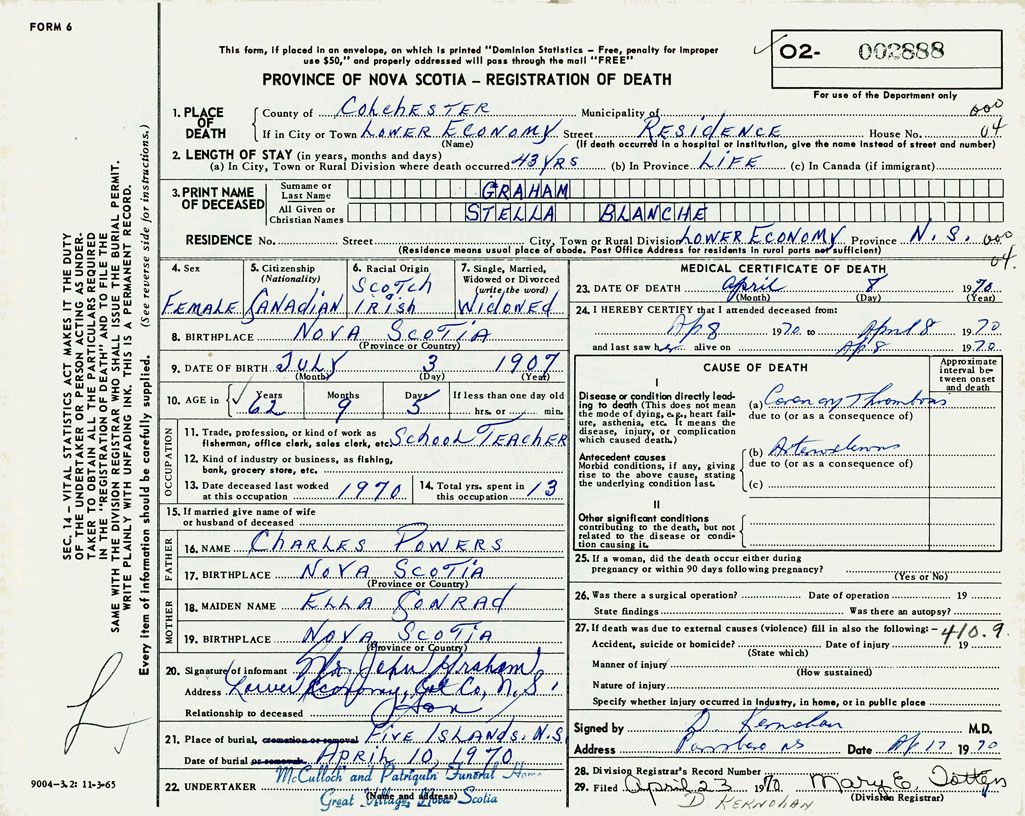 FORM 6
This form, if placed in an envelope, on which is printed "Dominion Statistics – Free, penalty for improper
use $50," and properly addressed will pass through the mail "FREE"
PROVINCE OF NOVA SCOTIA – REGISTRATION OF DEATH
O2- 002888
For use of the Department only
1. PLACE OF DEATH
County of COLCHESTER Municipality of 000
If in City or Town LOWER ECONOMY Street RESIDENCE House No. 04
(Name) (If death occurred in a hospital or institution, give the name instead of street and number)
2. LENGTH OF STAY (in years, months and days)
(a) In City, Town or Rural Division where death occurred 43 YRS (b) In Province LIFE (c) In Canada (if immigrant)
3. PRINT NAME OF DECEASED
Surname or Last Name GRAHAM
All Given or Christian Names STELLA BLANCHE
RESIDENCE No. Street City, Town or Rural Division LOWER ECONOMY Province N.S. 000
(Residence means usual place of abode. Post Office Address for residents in rural parts not sufficient) 04.
4. Sex FEMALE
5. Citizenship (Nationality) CANADIAN
6. Racial Origin SCOTCH IRISH
7. Single, Married, Widowed or Divorced (write the word) WIDOWED
8. BIRTHPLACE NOVA SCOTIA
(Province or Country)
9. DATE OF BIRTH JULY 3 1907
(Month) (Day) (Year)
10. AGE in Years 62 Months 9 Days 5 If less than one day old hrs. or min.
OCCUPATION
11. Trade, profession, or kind of work as
fisherman, office clerk, sales clerk, etc. SCHOOL TEACHER
12. Kind of industry or business, as fishing,
bank, grocery store, etc.
13. Date deceased last worked at this occupation 1970
14. Total yrs. spent in this occupation 13
15. If married give name of wife
or husband of deceased
FATHER
16. NAME CHARLES POWERS
17. BIRTHPLACE NOVA SCOTIA
(Province or Country)
MOTHER
18. MAIDEN NAME ELLA CONRAD
19. BIRTHPLACE NOVA SCOTIA
(Province or Country)
20. Signature of informant Mr. John Graham
Address Lower Economy, Col Co, N.S.
Relationship to deceased Son
21. Place of burial, cremation or removal FIVE ISLANDS. N.S
Date of burial or removal APRIL 10, 1970
22. UNDERTAKER McCulloch and Patriquin Funeral Home
(Name and address) Great Village, Nova Scotia
MEDICAL CERTIFICATE OF DEATH
23. DATE OF DEATH April 8 1970
(Month) (Day) (Year)
24. I HEREBY CERTIFY that I attended deceased from:
Ap 8 1970 to April 8 1970
and last saw her alive on Ap 8 1970
CAUSE OF DEATH
Approximate interval between onset and death
I
Disease or condition directly leading
to death (This does not mean
the mode of dying, e.g., heart failure,
asthenia, etc. It means the
disease, injury, or complication
which caused death.)
(a) Coronary Thrombosis
due to (or as a consequence of)
Antecedent causes
Morbid conditions, if any, giving
rise to the above cause, stating
the underlying condition last.
(b)
due to (or as a consequence of)
(c)
II
Other significant conditions
contributing to the death, but not
related to the disease or condition
causing it.
25. If a woman, did the death occur either during
pregnancy or within 90 days following pregnancy?
(Yes or No)
26. Was there a surgical operation? Date of operation 19
State findings Was there an autopsy?
27. If death was due to external causes (violence) fill in also the following: – 410.9
Accident, suicide or homicide? Date of injury 19
(State which)
Manner of injury
(How sustained)
Nature of injury
Specify whether injury occurred in industry, in home, or in public place
Signed by D. Kernohan M.D.
Address Parrsboro NS Date Ap 17 1970
28. Division Registrar's Record Number
29. Filed April 23 1970 Mary E. Totten
(Division Registrar)
D KERNOHAN
SEC. 14 – VITAL STATISTICS ACT MAKES IT THE DUTY
OF THE UNDERTAKER OR PERSON ACTING AS UNDER-
TAKER TO OBTAIN ALL THE PARTICULARS REQUIRED
IN THE "REGISTRATION OF DEATH" AND TO FILE THE
SAME WITH THE DIVISION REGISTRAR WHO SHALL ISSUE THE BURIAL PERMIT.
WRITE PLAINLY WITH UNFADING INK. THIS IS A PERMANENT RECORD.
Every item of information should be carefully supplied. (See reverse side for instructions.)
9004–3.2: 11-3-65